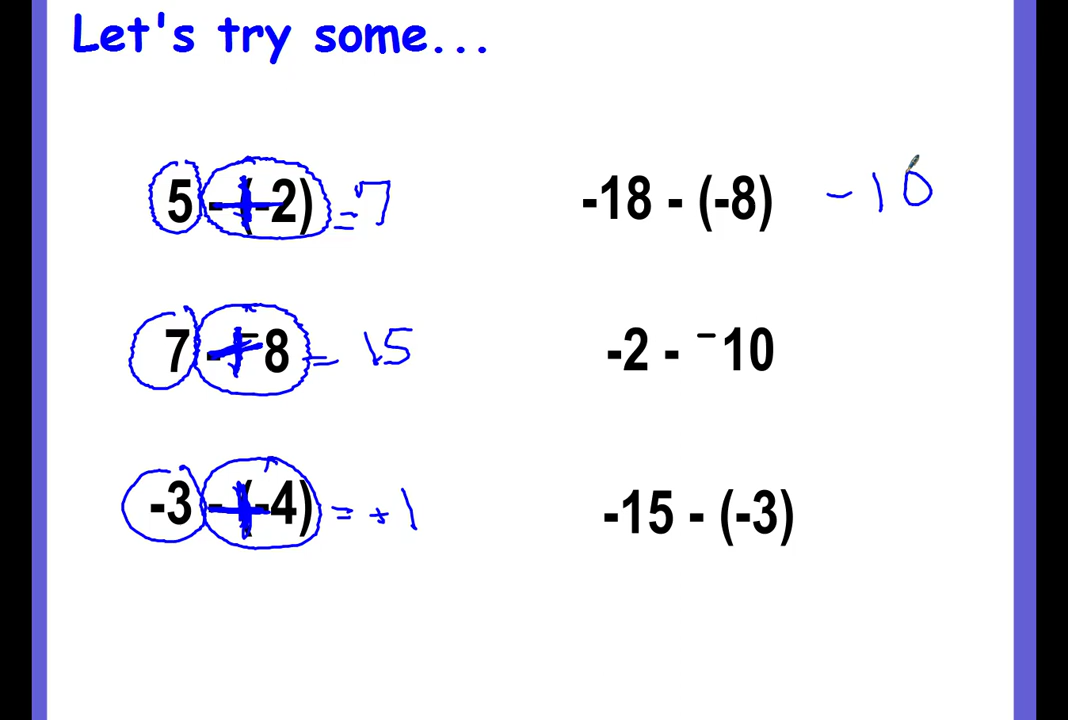 Let's try some...
5 - (-2) = 7
-18 - (-8) -10
7 - ⁻8 = 15
-2 - ⁻10
-3 - (-4) = +1
-15 - (-3)